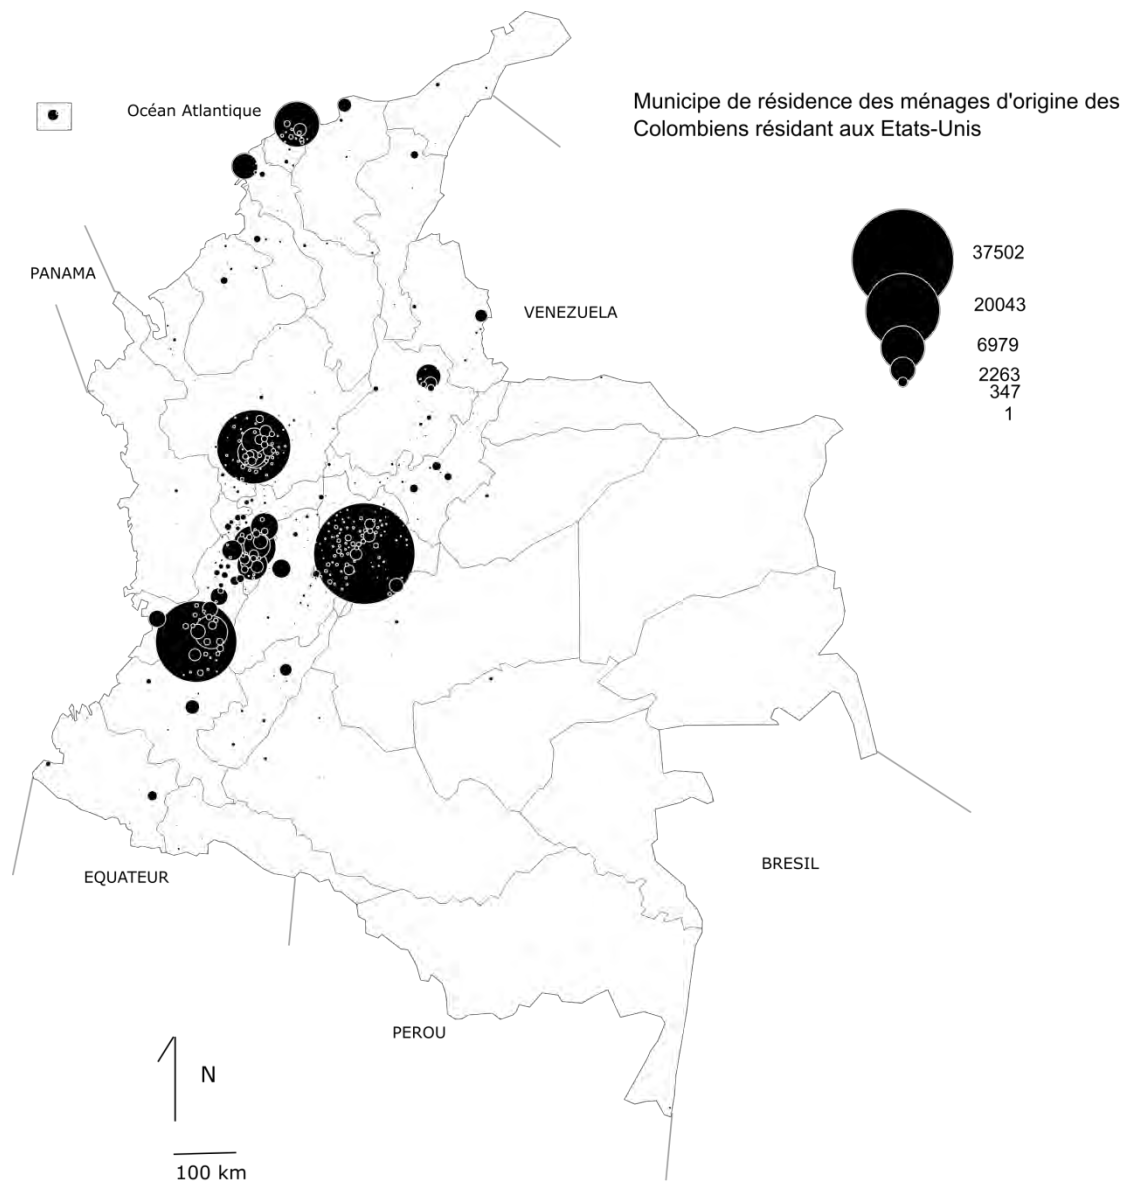 Océan Atlantique
Municipe de résidence des ménages d'origine des
Colombiens résidant aux Etats-Unis
37502
20043
6979
2263
347
1
PANAMA
VENEZUELA
EQUATEUR
BRESIL
PEROU
N
100 km